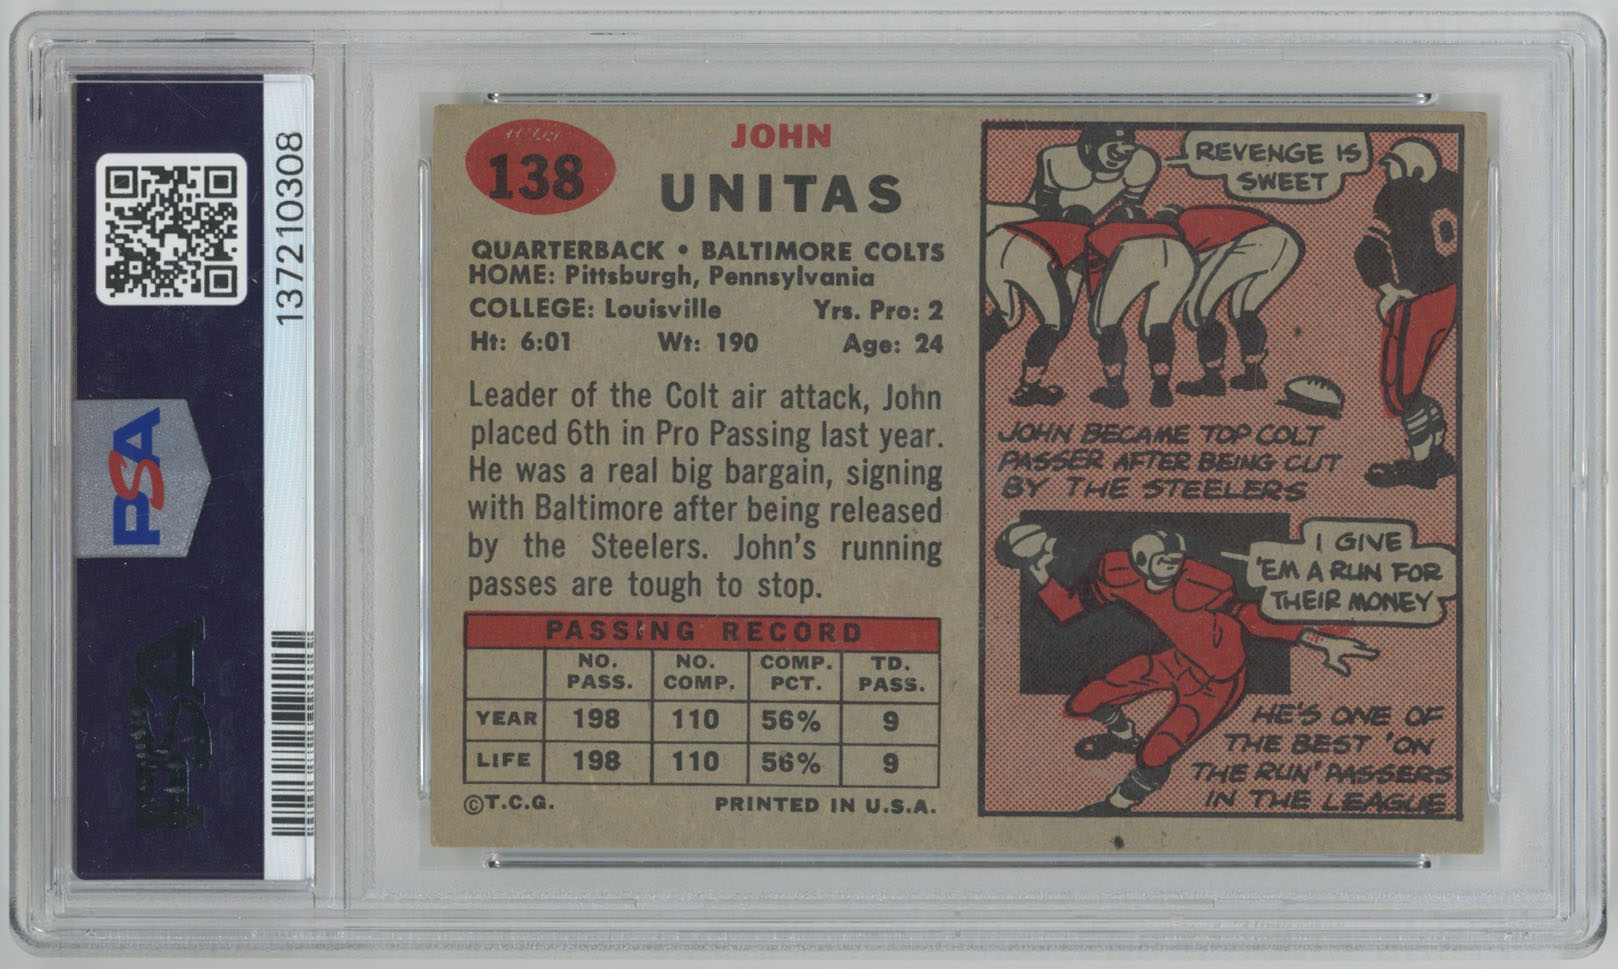 137210308
PSA
PSA
138
JOHN
UNITAS
QUARTERBACK • BALTIMORE COLTS
HOME: Pittsburgh, Pennsylvania
COLLEGE: Louisville Yrs. Pro: 2
Ht: 6:01 Wt: 190 Age: 24
Leader of the Colt air attack, John
placed 6th in Pro Passing last year.
He was a real big bargain, signing
with Baltimore after being released
by the Steelers. John's running
passes are tough to stop.
PASSING RECORD
NO. PASS. NO. COMP. COMP. PCT. TD. PASS.
YEAR 198 110 56% 9
LIFE 198 110 56% 9
©T.C.G. PRINTED IN U.S.A.
REVENGE IS
SWEET
0
JOHN BECAME TOP COLT
PASSER AFTER BEING CUT
BY THE STEELERS
I GIVE
'EM A RUN FOR
THEIR MONEY
HE'S ONE OF
THE BEST 'ON
THE RUN' PASSERS
IN THE LEAGUE